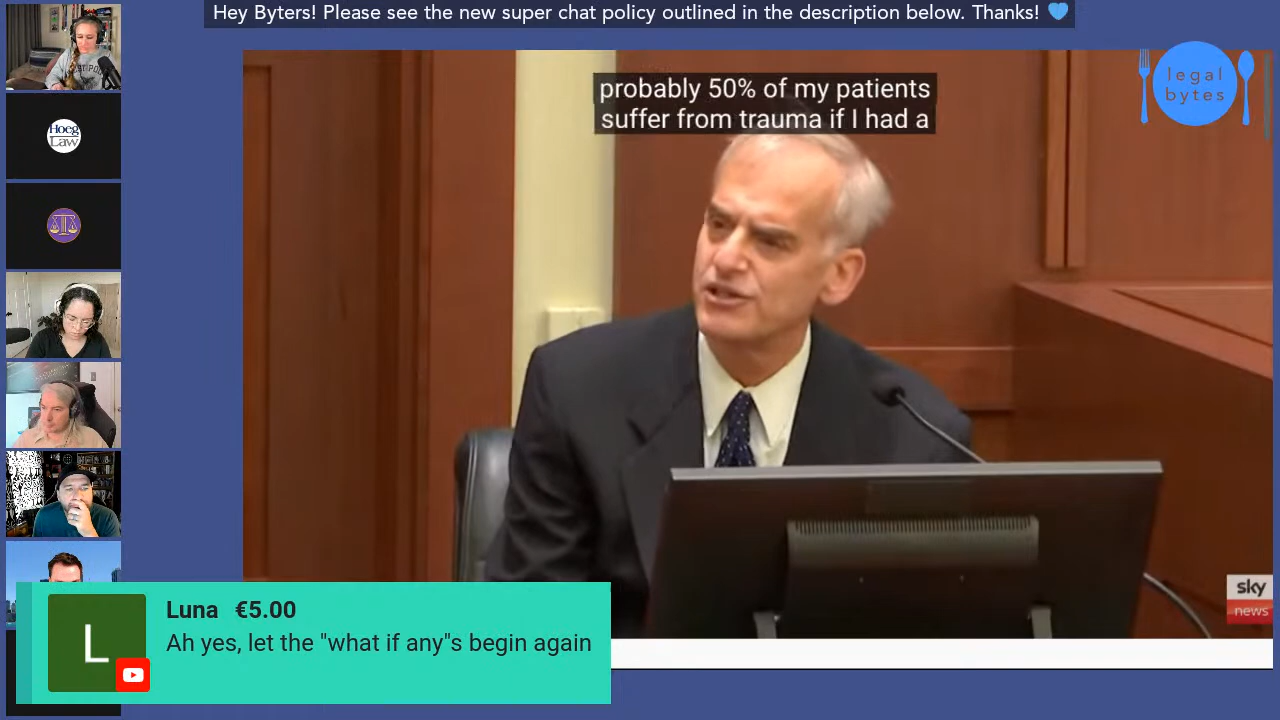 Hey Byters! Please see the new super chat policy outlined in the description below. Thanks! 💙
legal
bytes
probably 50% of my patients
suffer from trauma if I had a
Hoeg
Law
sky
news
L
Luna €5.00
Ah yes, let the "what if any"s begin again